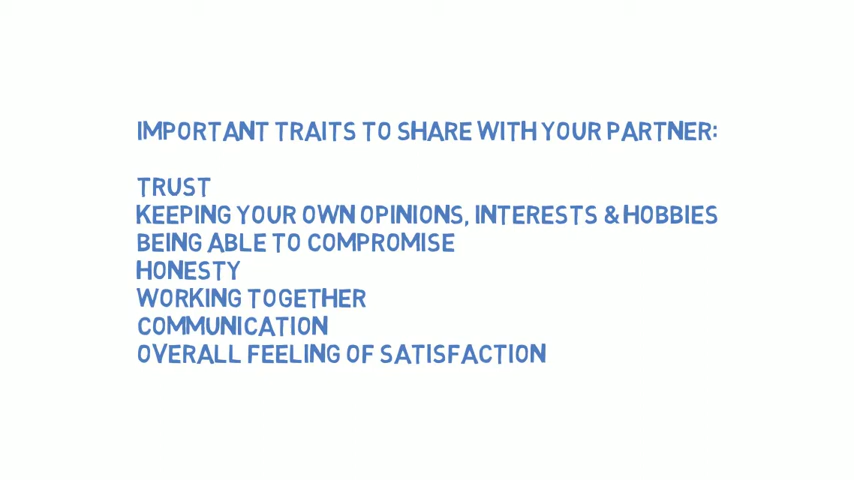 IMPORTANT TRAITS TO SHARE WITH YOUR PARTNER:
TRUST
KEEPING YOUR OWN OPINIONS, INTERESTS & HOBBIES
BEING ABLE TO COMPROMISE
HONESTY
WORKING TOGETHER
COMMUNICATION
OVERALL FEELING OF SATISFACTION